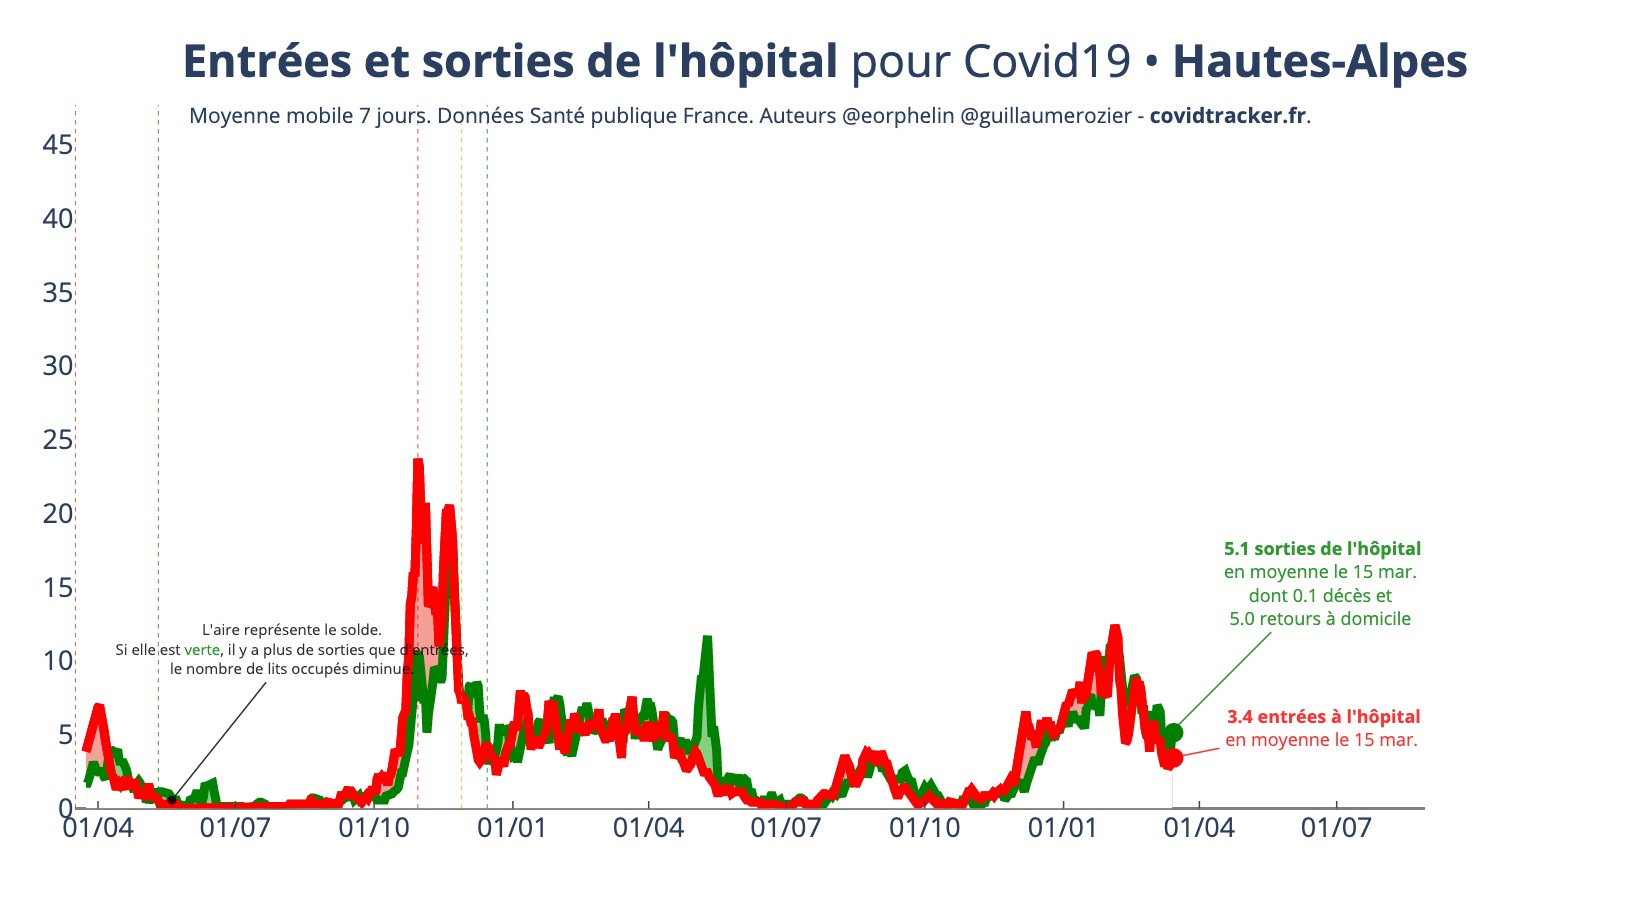 Entrées et sorties de l'hôpital pour Covid19 • Hautes-Alpes
Moyenne mobile 7 jours. Données Santé publique France. Auteurs @eorphelin @guillaumerozier - covidtracker.fr.
45
40
35
30
25
20
15
10
5
0
L'aire représente le solde.
Si elle est verte, il y a plus de sorties que d'entrées,
le nombre de lits occupés diminue.
5.1 sorties de l'hôpital
en moyenne le 15 mar.
dont 0.1 décès et
5.0 retours à domicile
3.4 entrées à l'hôpital
en moyenne le 15 mar.
01/04 01/07 01/10 01/01 01/04 01/07 01/10 01/01 01/04 01/07